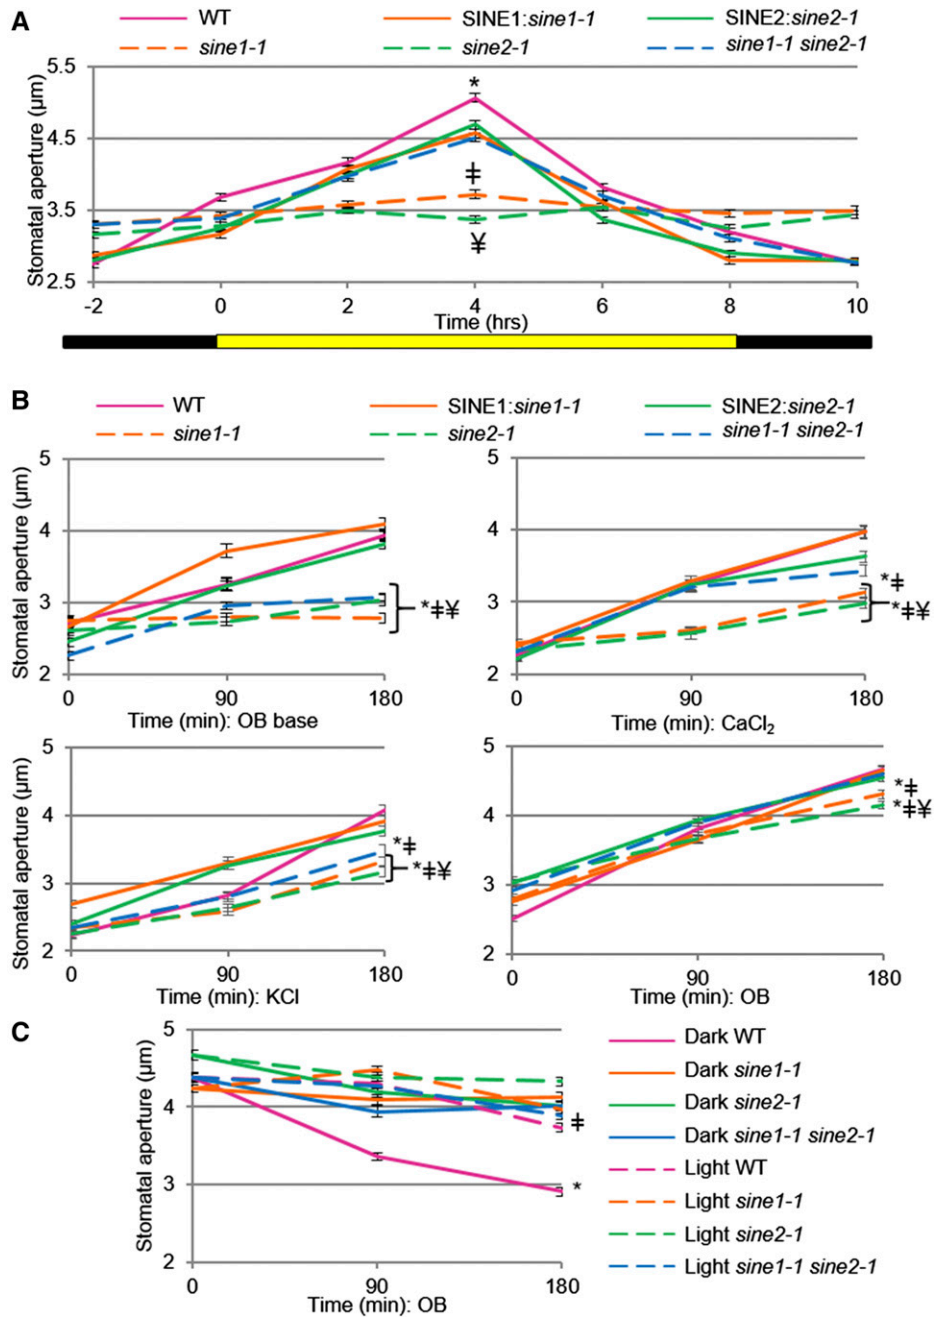 A
WT SINE1:sine1-1 SINE2:sine2-1
sine1-1 sine2-1 sine1-1 sine2-1
Stomatal aperture (µm)
5.5
4.5
3.5
2.5
*
ǂ
¥
-2 0 2 4 6 8 10
Time (hrs)
B
WT SINE1:sine1-1 SINE2:sine2-1
sine1-1 sine2-1 sine1-1 sine2-1
Stomatal aperture (µm)
5
4
3
2
*ǂ¥
0 90 180
Time (min): OB base
5
4
3
2
*ǂ
*ǂ¥
0 90 180
Time (min): CaCl₂
Stomatal aperture (µm)
5
4
3
2
*ǂ
*ǂ¥
0 90 180
Time (min): KCl
5
4
3
2
*ǂ
*ǂ¥
0 90 180
Time (min): OB
C
Stomatal aperture (µm)
5
4
3
2
ǂ
*
0 90 180
Time (min): OB
Dark WT
Dark sine1-1
Dark sine2-1
Dark sine1-1 sine2-1
Light WT
Light sine1-1
Light sine2-1
Light sine1-1 sine2-1